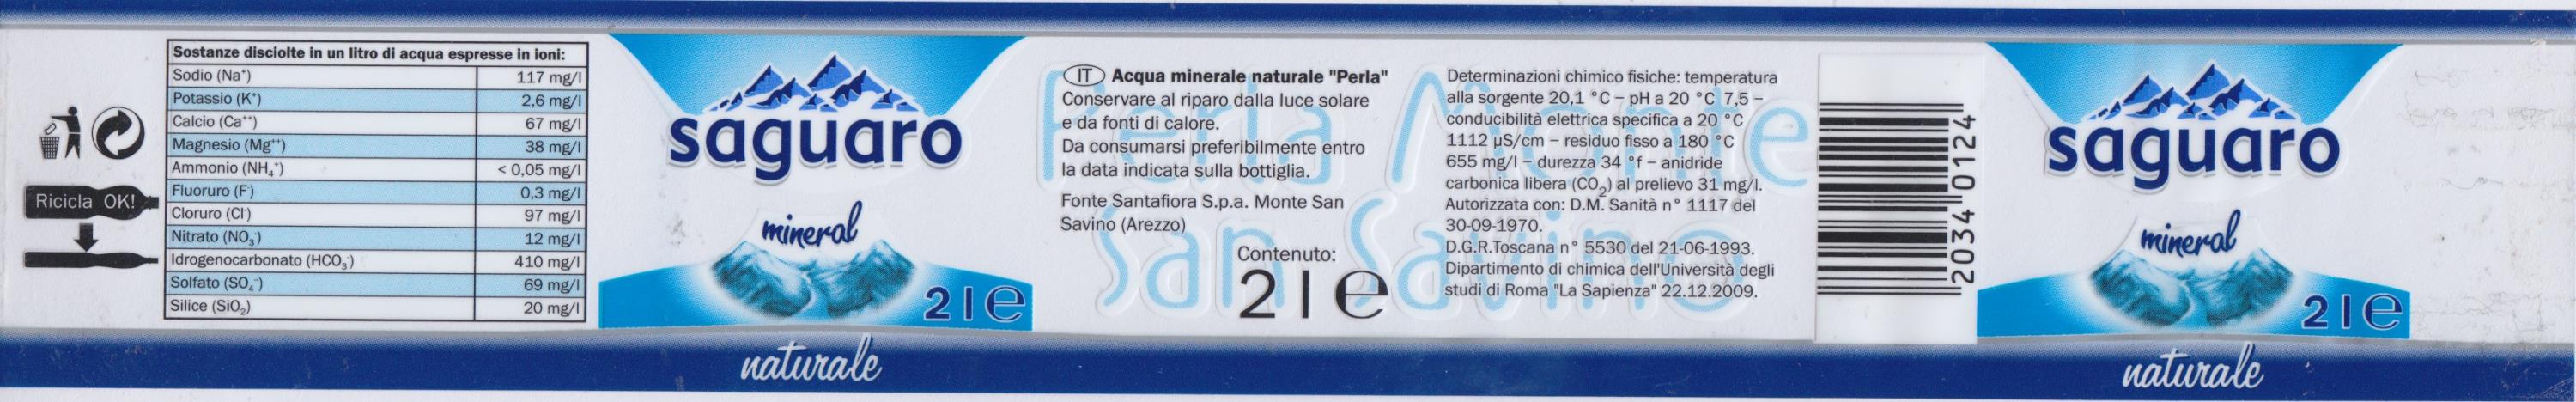 Ricicla OK!
Sostanze disciolte in un litro di acqua espresse in ioni:
Sodio (Na⁺) 117 mg/l
Potassio (K⁺) 2,6 mg/l
Calcio (Ca⁺⁺) 67 mg/l
Magnesio (Mg⁺⁺) 38 mg/l
Ammonio (NH₄⁺) < 0,05 mg/l
Fluoruro (F⁻) 0,3 mg/l
Cloruro (Cl⁻) 97 mg/l
Nitrato (NO₃⁻) 12 mg/l
Idrogenocarbonato (HCO₃⁻) 410 mg/l
Solfato (SO₄⁻) 69 mg/l
Silice (SiO₂) 20 mg/l
saguaro
mineral
2 l e
naturale
Perla Monte
San Savino
IT Acqua minerale naturale "Perla"
Conservare al riparo dalla luce solare
e da fonti di calore.
Da consumarsi preferibilmente entro
la data indicata sulla bottiglia.
Fonte Santafiora S.p.a. Monte San
Savino (Arezzo)
Contenuto:
2 l e
Determinazioni chimico fisiche: temperatura
alla sorgente 20,1 °C – pH a 20 °C 7,5 –
conducibilità elettrica specifica a 20 °C
1112 µS/cm – residuo fisso a 180 °C
655 mg/l – durezza 34 °f – anidride
carbonica libera (CO₂) al prelievo 31 mg/l.
Autorizzata con: D.M. Sanità n° 1117 del
30-09-1970.
D.G.R.Toscana n° 5530 del 21-06-1993.
Dipartimento di chimica dell'Università degli
studi di Roma "La Sapienza" 22.12.2009.
2034 0124
saguaro
mineral
2 l e
naturale